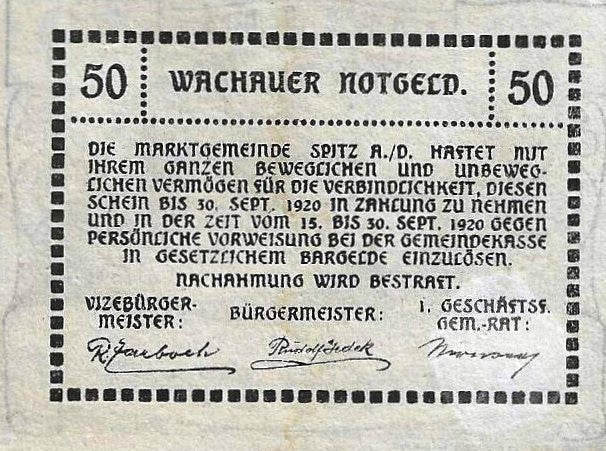 50 WACHAUER NOTGELD. 50
DIE MARKTGEMEINDE SPITZ A./D. HAFTET MIT
IHREM GANZEN BEWEGLICHEN UND UNBEWEG-
LICHEN VERMÖGEN FÜR DIE VERBINDLICHKEIT, DIESEN
SCHEIN BIS 30. SEPT. 1920 IN ZAHLUNG ZU NEHMEN
UND IN DER ZEIT VOM 15. BIS 30. SEPT. 1920 GEGEN
PERSÖNLICHE VORWEISUNG BEI DER GEMEINDEKASSE
IN GESETZLICHEM BARGELDE EINZULÖSEN.
NACHAHMUNG WIRD BESTRAFT.
VIZEBÜRGER-
MEISTER:
BÜRGERMEISTER:
1. GESCHÄFTSF.
GEM.-RAT: